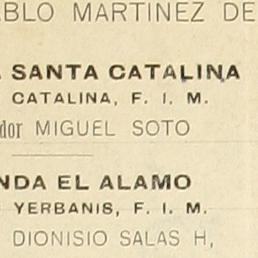 ABLO MARTINEZ DE
SANTA CATALINA
CATALINA, F. I. M.
dor MIGUEL SOTO
NDA EL ALAMO
YERBANIS, F. I. M.
DIONISIO SALAS H,